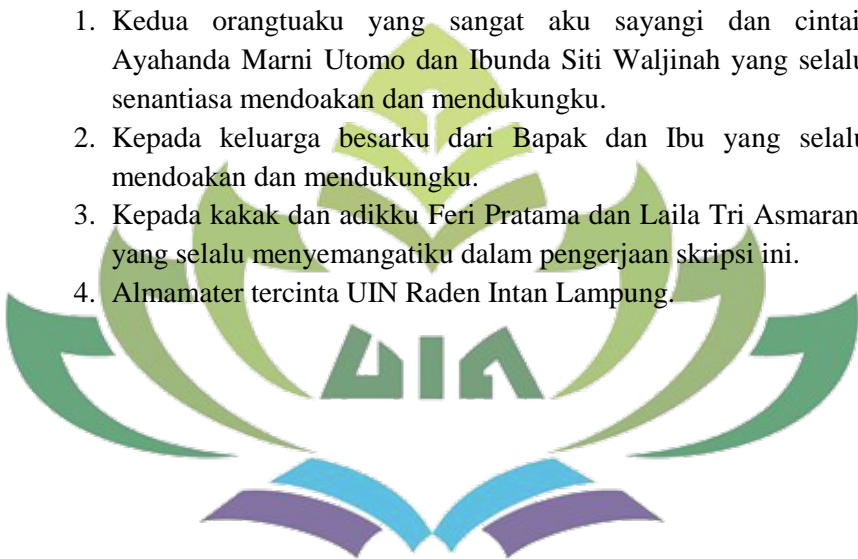 1. Kedua orangtuaku yang sangat aku sayangi dan cintai
Ayahanda Marni Utomo dan Ibunda Siti Waljinah yang selalu
senantiasa mendoakan dan mendukungku.
2. Kepada keluarga besarku dari Bapak dan Ibu yang selalu
mendoakan dan mendukungku.
3. Kepada kakak dan adikku Feri Pratama dan Laila Tri Asmaran
yang selalu menyemangatiku dalam pengerjaan skripsi ini.
4. Almamater tercinta UIN Raden Intan Lampung.
UIN